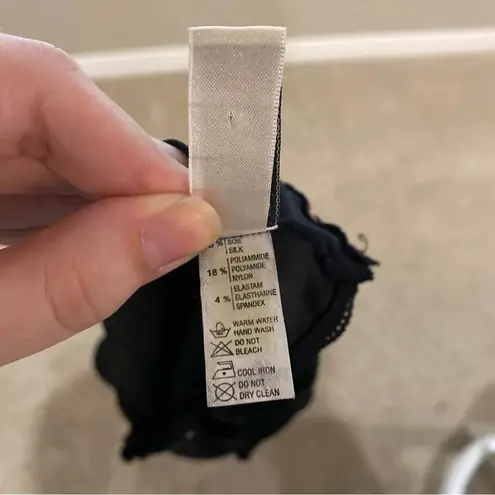 % SOIE
SILK
POLIAMMIDE
18 % POLYAMIDE
NYLON
ELASTAM
4 % ELASTHANNE
SPANDEX
WARM WATER
HAND WASH
DO NOT
BLEACH
COOL IRON
DO NOT
DRY CLEAN